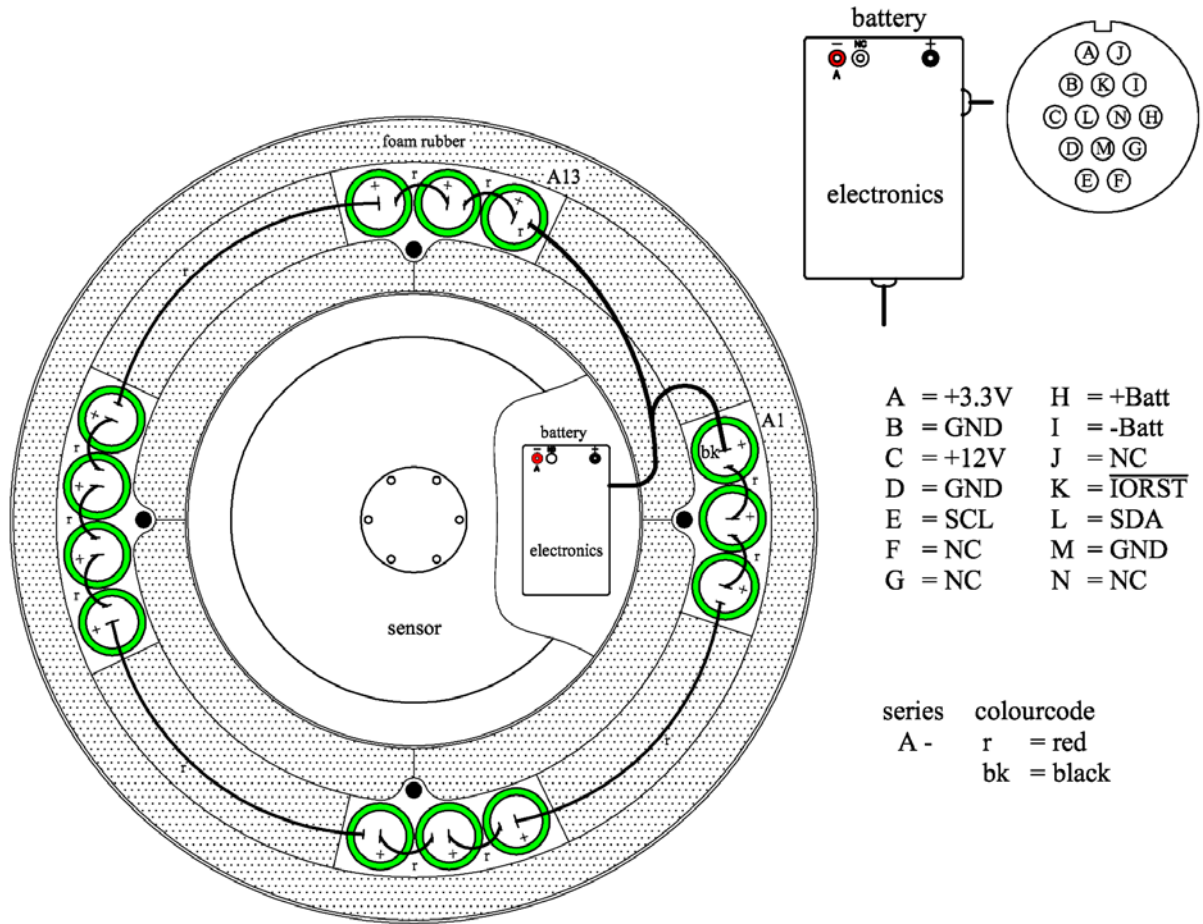 battery
− NC +
A
electronics
A J
B K I
C L N H
D M G
E F
foam rubber
A13
r r
+ + +
r
r
A1
+
bk
r
+
r
+
battery
− +
A
electronics
sensor
+
r
+
r
+
r
+
r
r
+ + +
r r
A = +3.3V H = +Batt
B = GND I = -Batt
C = +12V J = NC
D = GND K = I̅O̅R̅S̅T̅
E = SCL L = SDA
F = NC M = GND
G = NC N = NC
series colourcode
A - r = red
bk = black